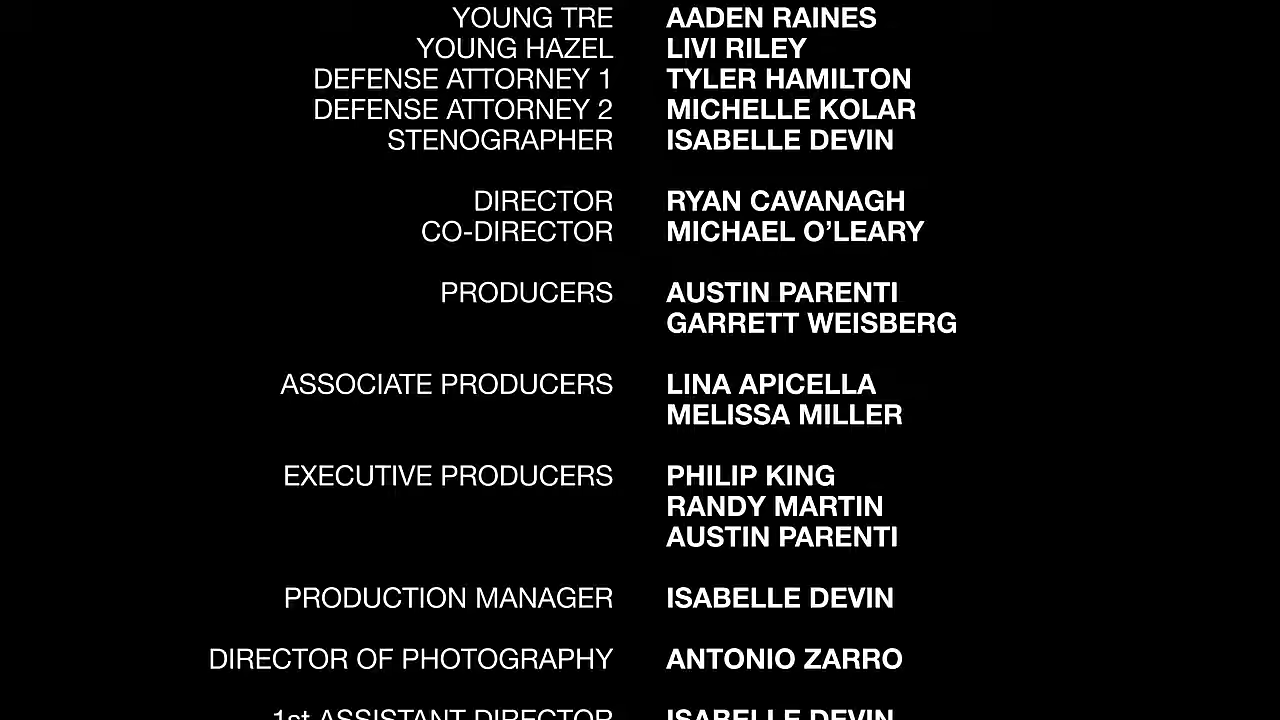 YOUNG TRE AADEN RAINES
YOUNG HAZEL LIVI RILEY
DEFENSE ATTORNEY 1 TYLER HAMILTON
DEFENSE ATTORNEY 2 MICHELLE KOLAR
STENOGRAPHER ISABELLE DEVIN
DIRECTOR RYAN CAVANAGH
CO-DIRECTOR MICHAEL O’LEARY
PRODUCERS AUSTIN PARENTI
GARRETT WEISBERG
ASSOCIATE PRODUCERS LINA APICELLA
MELISSA MILLER
EXECUTIVE PRODUCERS PHILIP KING
RANDY MARTIN
AUSTIN PARENTI
PRODUCTION MANAGER ISABELLE DEVIN
DIRECTOR OF PHOTOGRAPHY ANTONIO ZARRO
1st ASSISTANT DIRECTOR ISABELLE DEVIN